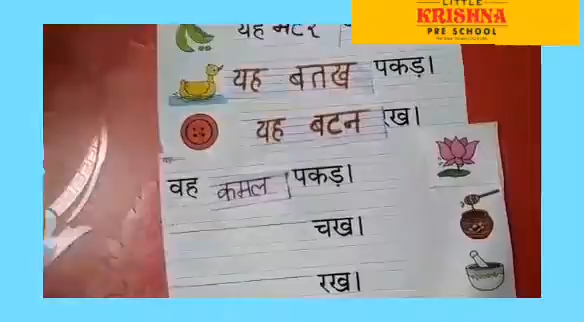 LITTLE
KRISHNA
PRE SCHOOL
यह मटर
यह बतख पकड़।
यह बटन रख।
वह कमल पकड़।
चख।
रख।